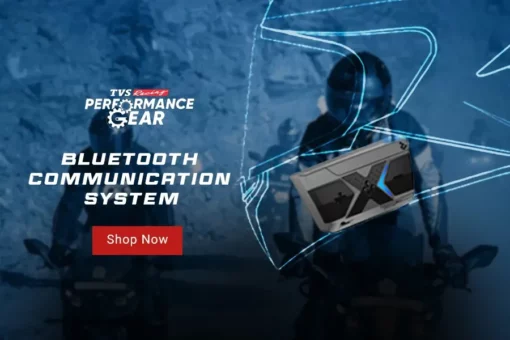 TVS Racing
PERFORMANCE
GEAR
BLUETOOTH
COMMUNICATION
SYSTEM
Shop Now